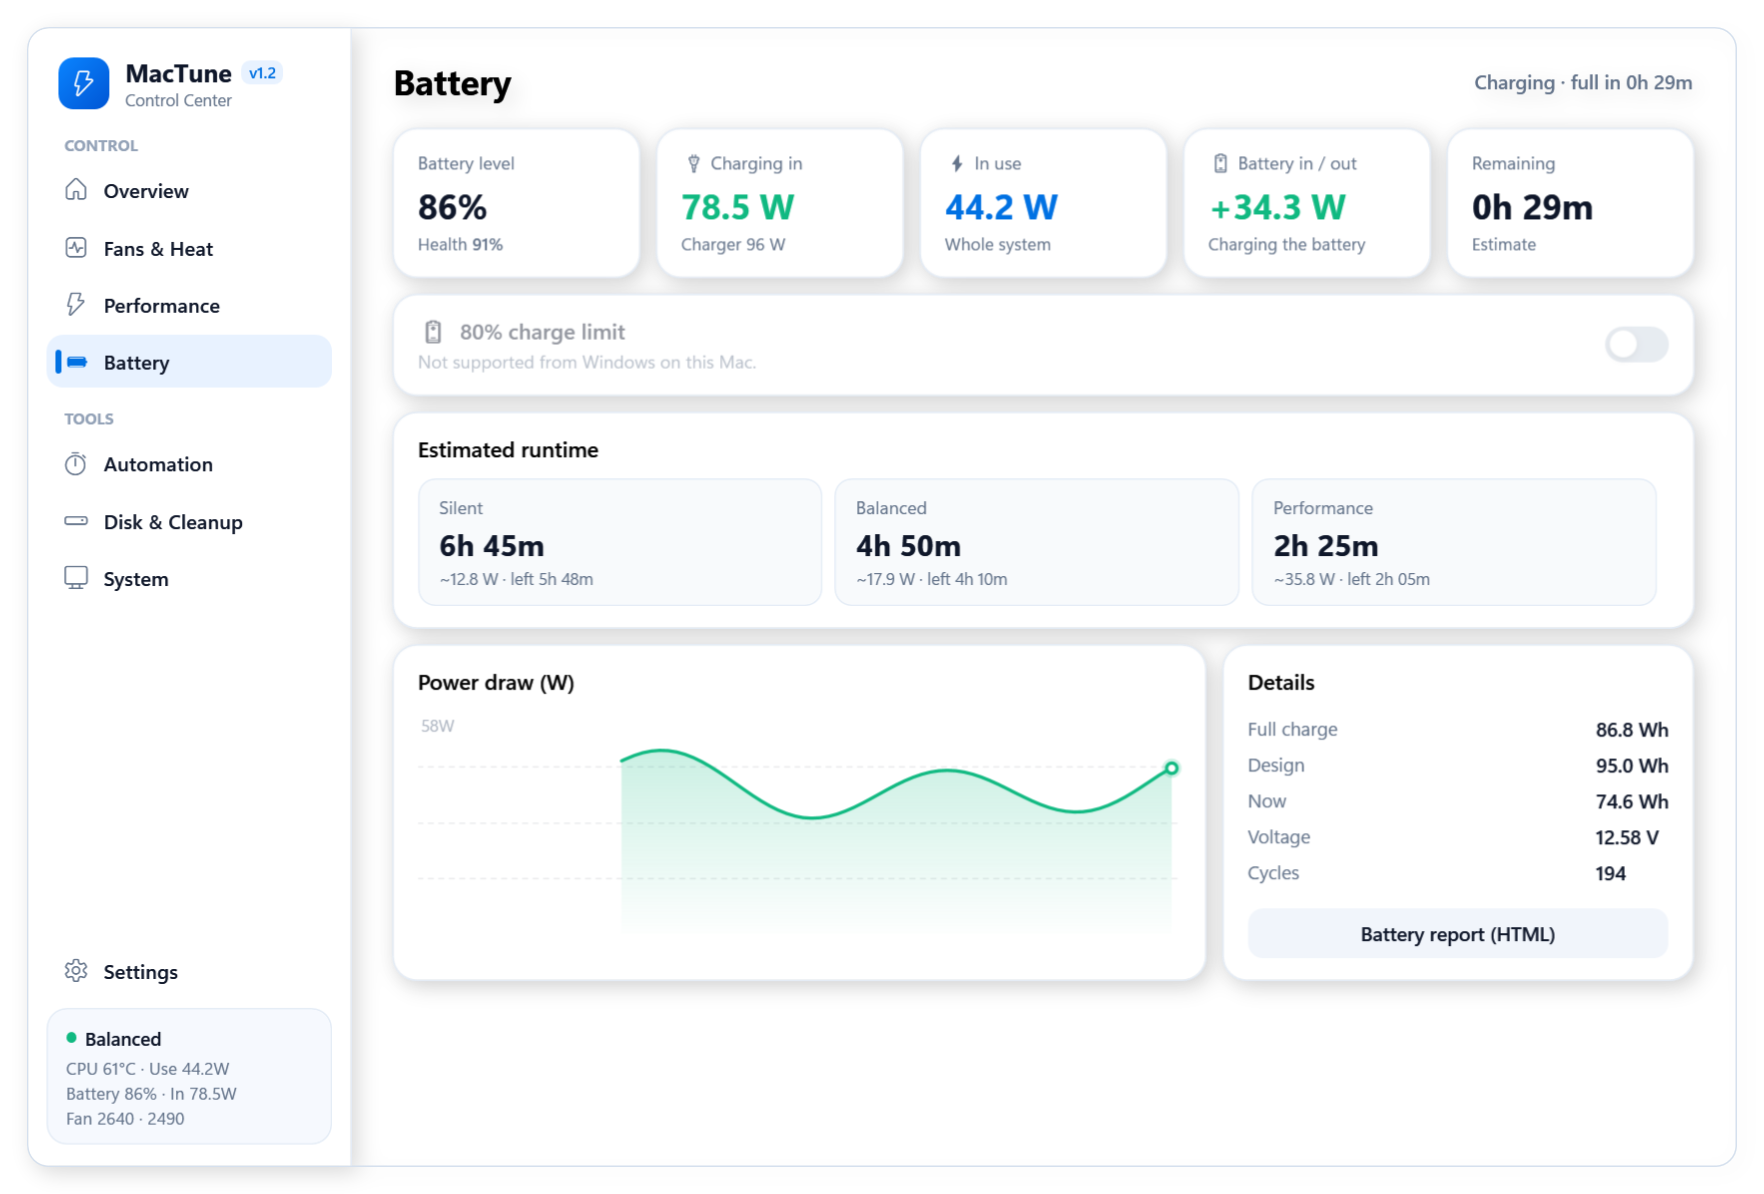 MacTune v1.2
Control Center
CONTROL
Overview
Fans & Heat
Performance
Battery
TOOLS
Automation
Disk & Cleanup
System
Settings
Balanced
CPU 61°C · Use 44.2W
Battery 86% · In 78.5W
Fan 2640 · 2490
Battery
Charging · full in 0h 29m
Battery level
86%
Health 91%
Charging in
78.5 W
Charger 96 W
In use
44.2 W
Whole system
Battery in / out
+34.3 W
Charging the battery
Remaining
0h 29m
Estimate
80% charge limit
Not supported from Windows on this Mac.
Estimated runtime
Silent
6h 45m
~12.8 W · left 5h 48m
Balanced
4h 50m
~17.9 W · left 4h 10m
Performance
2h 25m
~35.8 W · left 2h 05m
Power draw (W)
58W
Details
Full charge 86.8 Wh
Design 95.0 Wh
Now 74.6 Wh
Voltage 12.58 V
Cycles 194
Battery report (HTML)